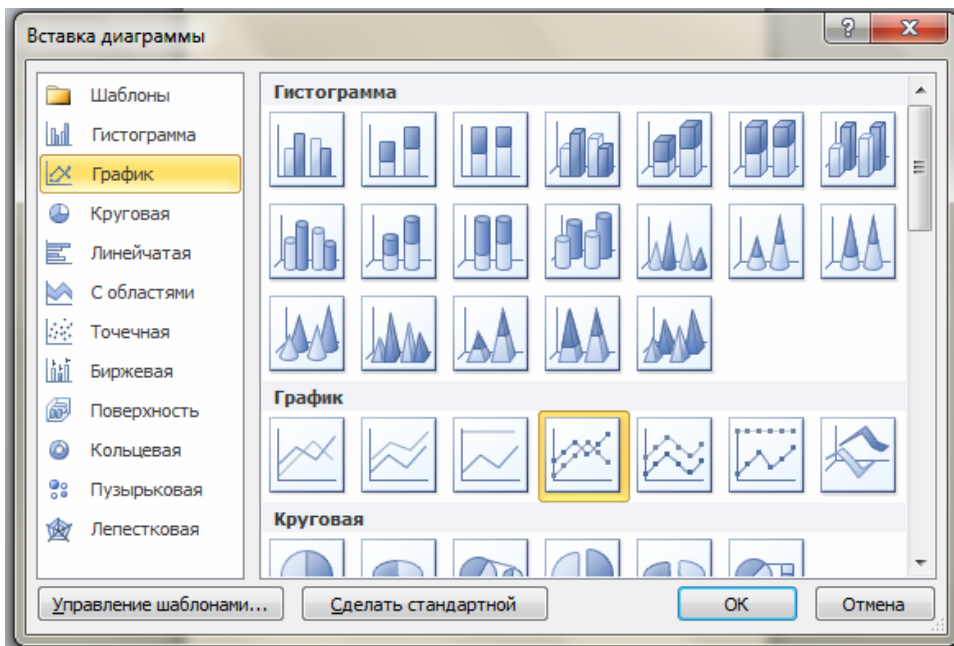 Вставка диаграммы
Шаблоны
Гистограмма
График
Круговая
Линейчатая
С областями
Точечная
Биржевая
Поверхность
Кольцевая
Пузырьковая
Лепестковая
Гистограмма
График
Круговая
Управление шаблонами...
Сделать стандартной
ОК
Отмена